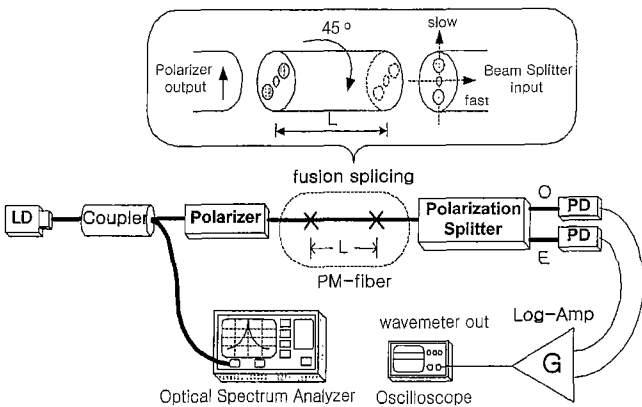 slow
45°
Polarizer
output
Beam Splitter
input
fast
L
fusion splicing
LD
Coupler
Polarizer
Polarization
Splitter
O
PD
E
PD
L
PM-fiber
Log-Amp
wavemeter out
G
Optical Spectrum Analyzer
Oscilloscope